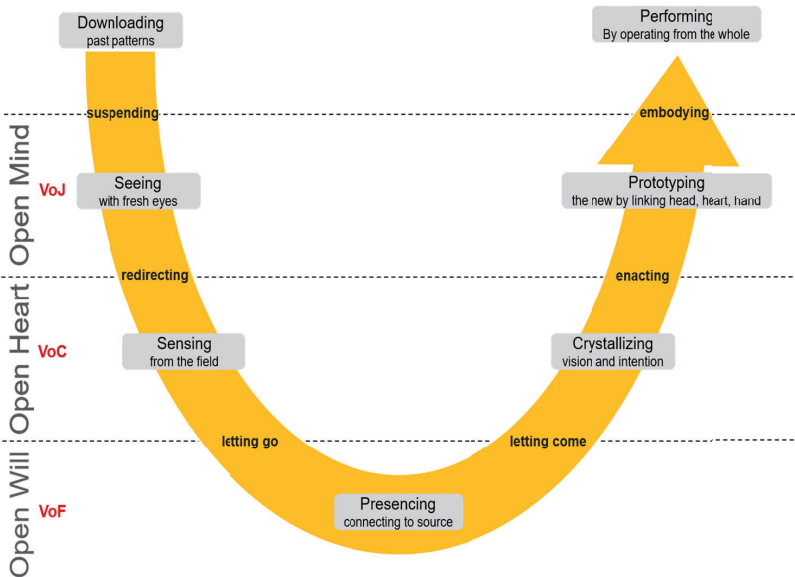 Downloading
past patterns
Performing
By operating from the whole
suspending
embodying
Open Mind
VoJ
Seeing
with fresh eyes
Prototyping
the new by linking head, heart, hand
redirecting
enacting
Open Heart
VoC
Sensing
from the field
Crystallizing
vision and intention
letting go
letting come
Open Will
VoF
Presencing
connecting to source